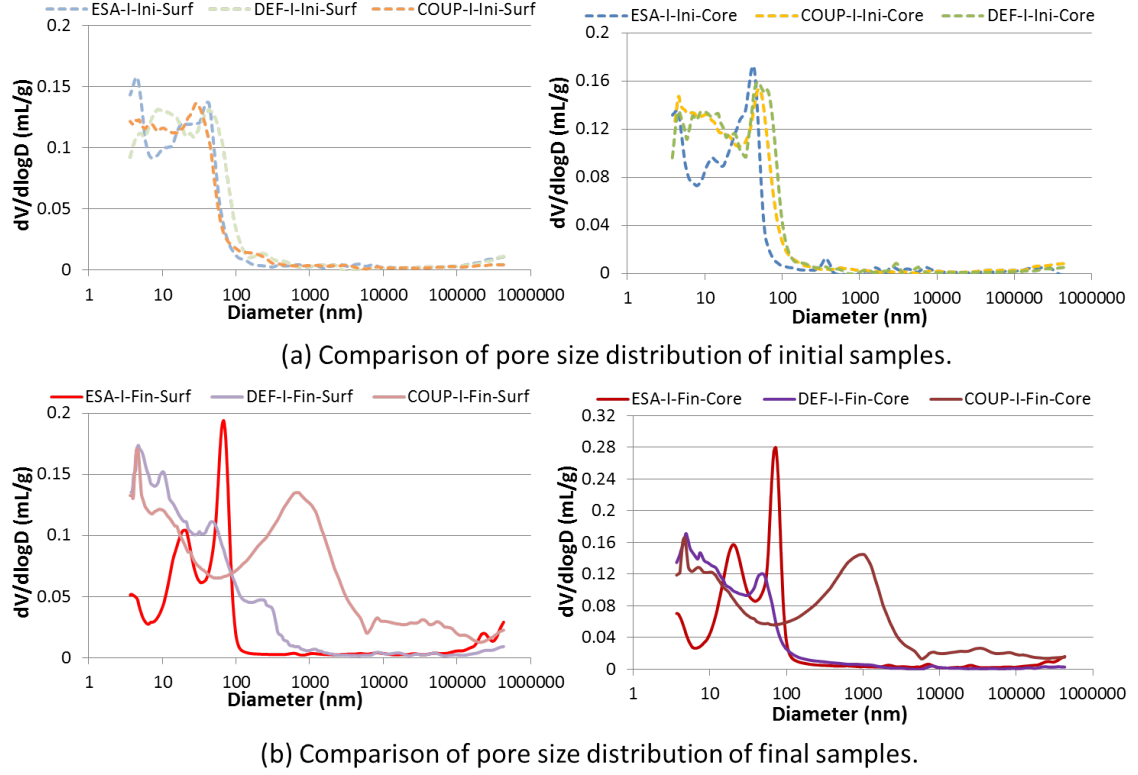 ESA-I-Ini-Surf DEF-I-Ini-Surf COUP-I-Ini-Surf
0.2
0.15
0.1
0.05
0
dV/dlogD (mL/g)
1 10 100 1000 10000 100000 1000000
Diameter (nm)
ESA-I-Ini-Core COUP-I-Ini-Core DEF-I-Ini-Core
0.2
0.16
0.12
0.08
0.04
0
dV/dlogD (mL/g)
1 10 100 1000 10000 100000 1000000
Diameter (nm)
(a) Comparison of pore size distribution of initial samples.
ESA-I-Fin-Surf DEF-I-Fin-Surf COUP-I-Fin-Surf
0.2
0.15
0.1
0.05
0
dV/dlogD (mL/g)
1 10 100 1000 10000 100000 1000000
Diameter (nm)
ESA-I-Fin-Core DEF-I-Fin-Core COUP-I-Fin-Core
0.32
0.28
0.24
0.2
0.16
0.12
0.08
0.04
0
dV/dlogD (mL/g)
1 10 100 1000 10000 100000 1000000
Diameter (nm)
(b) Comparison of pore size distribution of final samples.